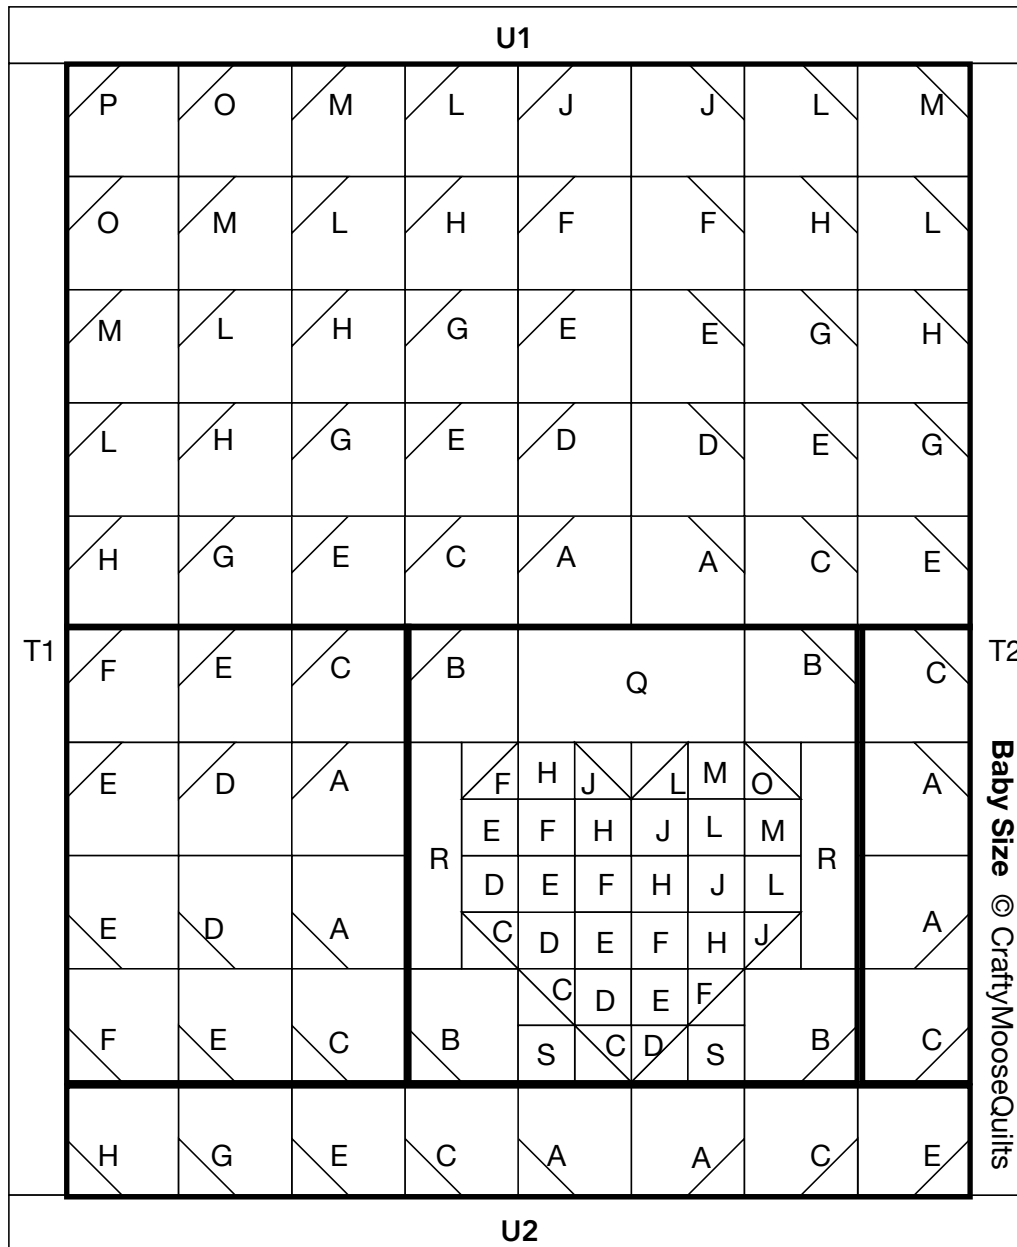 U1
P O M L J J L M
O M L H F F H L
M L H G E E G H
L H G E D D E G
H G E C A A C E
T1 T2
F E C B Q B C
E D A F H J L M O A
E F H J L M
R R
D E F H J L
E D A C D E F H J A
C D E F
F E C B S C D S B C
H G E C A A C E
U2
Baby Size © CraftyMooseQuilts